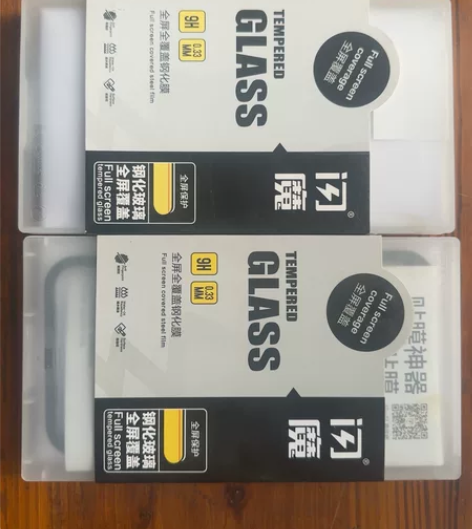 TEMPERED
GLASS
9H
0.33
MM
全屏全覆盖钢化膜
Full screen covered steel film
Full screen
coverage
全屏覆盖
闪
魔
®
全屏保护
钢化玻璃
全屏覆盖
Full screen
tempered glass
TEMPERED
GLASS
9H
0.33
MM
全屏全覆盖钢化膜
Full screen covered steel film
Full screen
coverage
全屏覆盖
闪
魔
®
全屏保护
钢化玻璃
全屏覆盖
Full screen
tempered glass
贴膜神器
上膜